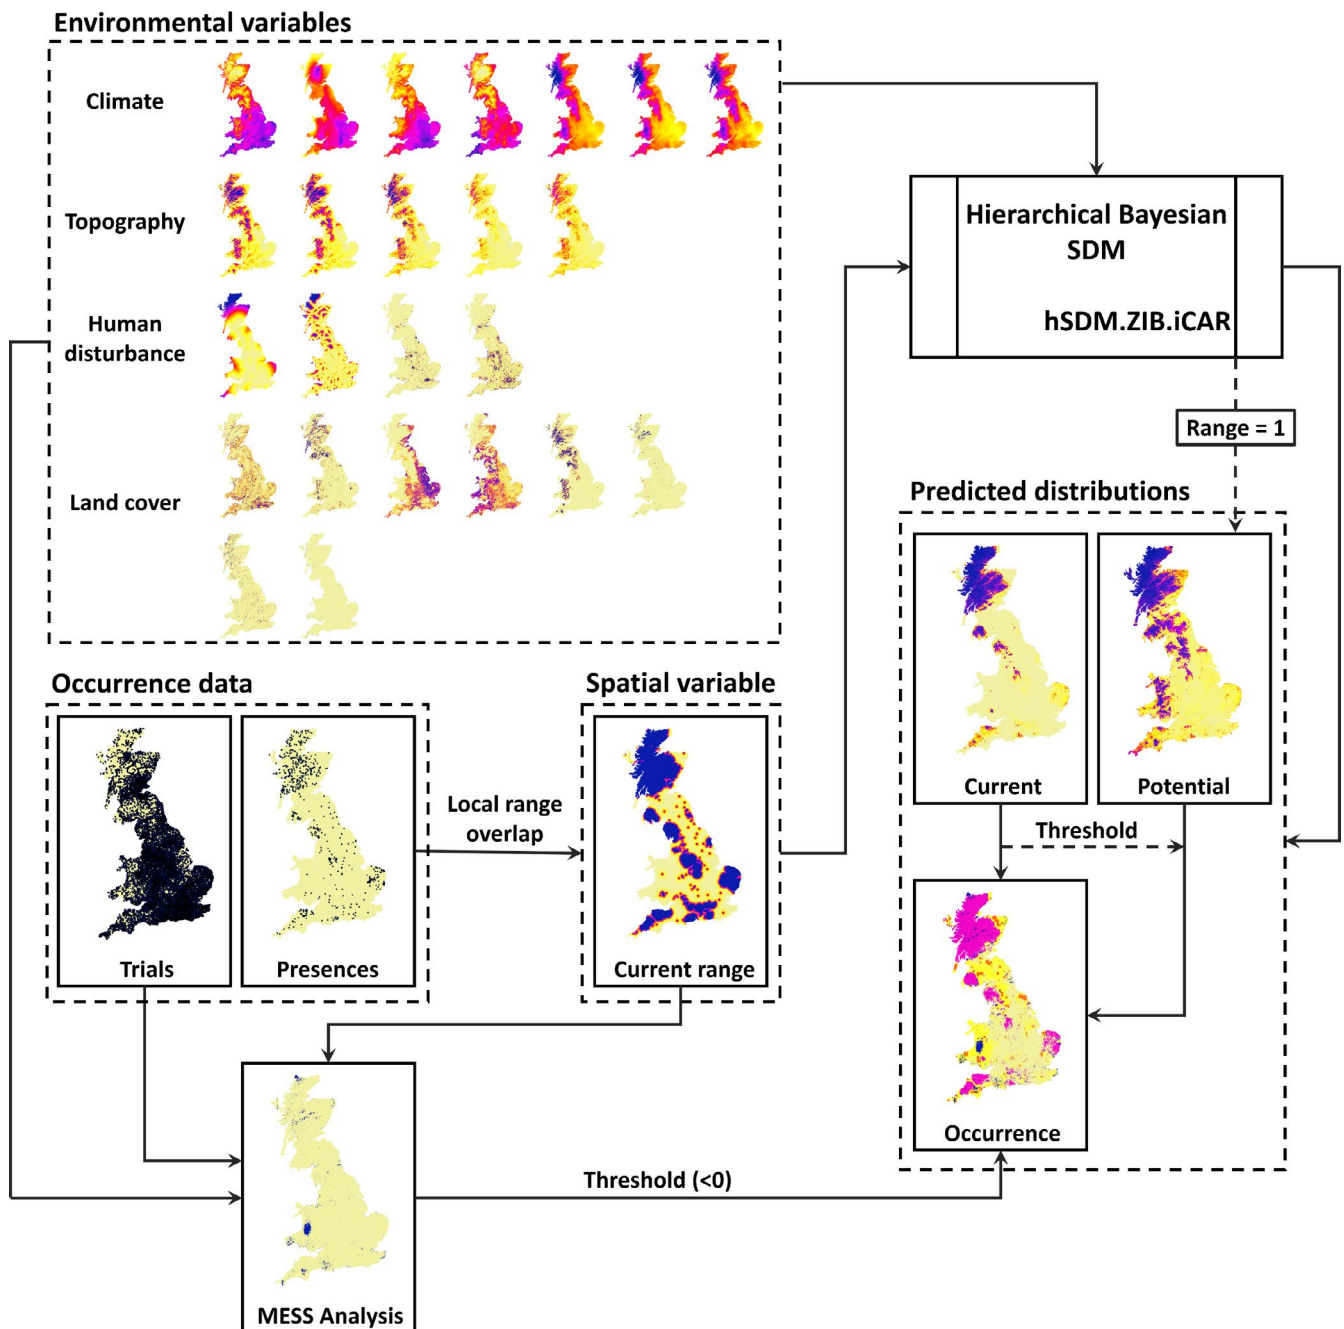 Environmental variables
Climate
Topography
Human
disturbance
Land cover
Hierarchical Bayesian
SDM
hSDM.ZIB.iCAR
Range = 1
Predicted distributions
Current
Potential
Threshold
Occurrence
Occurrence data
Trials
Presences
Local range
overlap
Spatial variable
Current range
MESS Analysis
Threshold (<0)